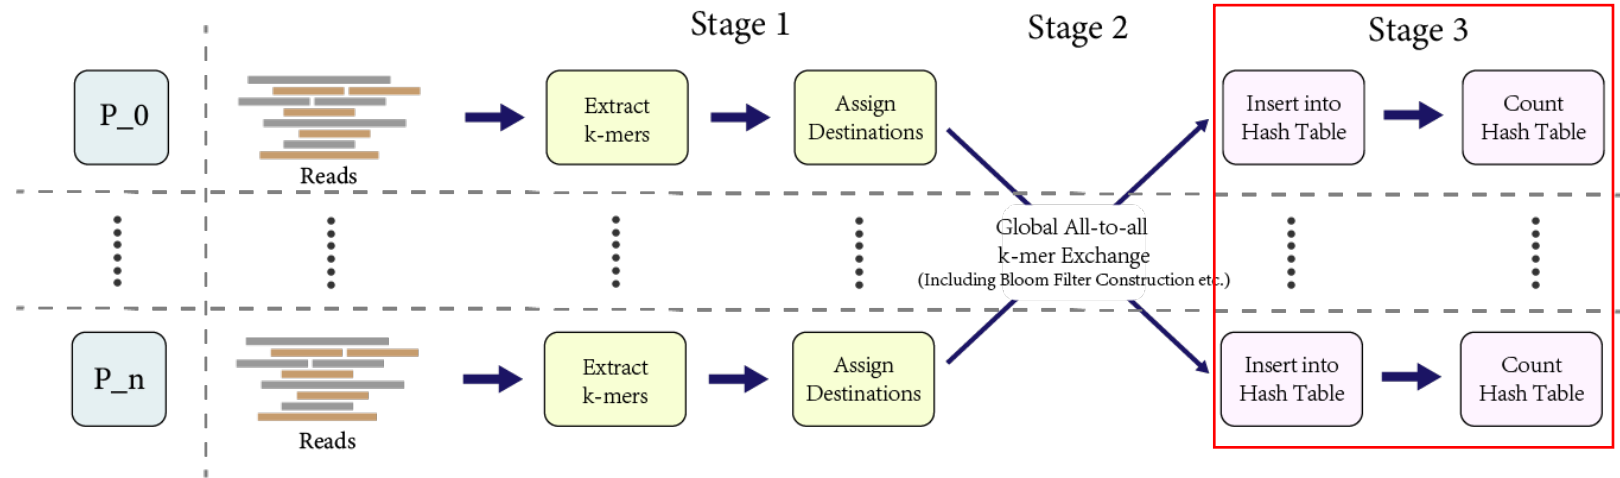 Stage 1
Stage 2
Stage 3
P_0
Reads
Extract
k-mers
Assign
Destinations
Insert into
Hash Table
Count
Hash Table
Global All-to-all
k-mer Exchange
(Including Bloom Filter Construction etc.)
P_n
Reads
Extract
k-mers
Assign
Destinations
Insert into
Hash Table
Count
Hash Table